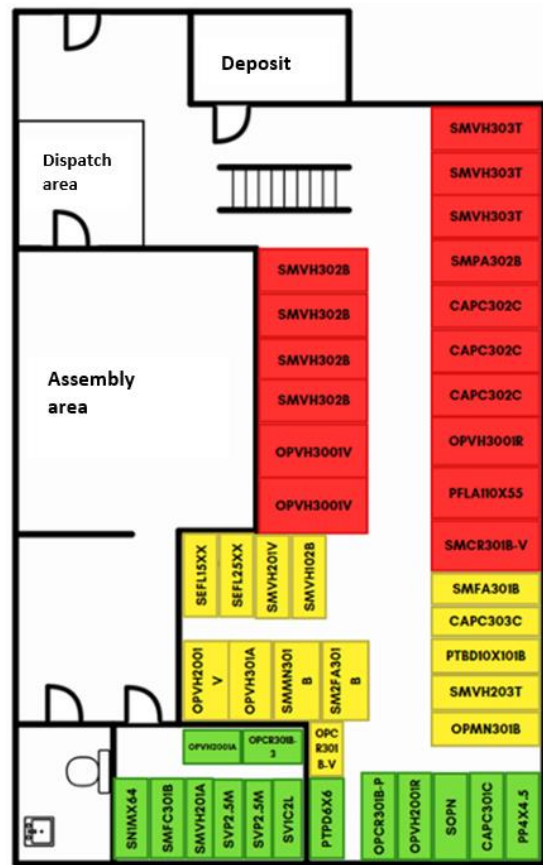 Deposit
Dispatch
area
Assembly
area
SMVH303T
SMVH303T
SMVH303T
SMPA302B
CAPC302C
CAPC302C
CAPC302C
OPVH3001R
PFLA110X55
SMCR301B-V
SMVH302B
SMVH302B
SMVH302B
SMVH302B
OPVH3001V
OPVH3001V
SEFL15XX
SEFL25XX
SMVH201V
SMVH102B
SMFA301B
CAPC303C
PTBD10X101B
SMVH203T
OPMN301B
OPVH2001
V
OPVH301A
SMMN301
B
SM2FA301
B
OPVH2001A
OPCR301B-
3
OPC
R301
B-V
SN1MX64
SMFC301B
SMVH201A
SVP2.5M
SVP2.5M
SV1C2L
PTPD6X6
OPCR301B-P
OPVH2001R
SOPN
CAPC301C
PP4X4.5